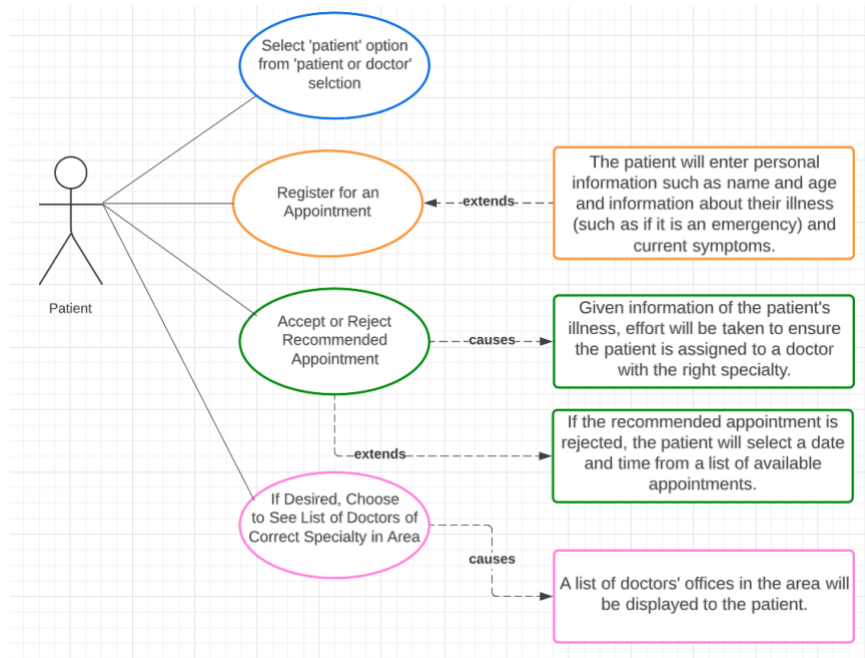 Select 'patient' option
from 'patient or doctor'
selction
Register for an
Appointment
extends
The patient will enter personal
information such as name and age
and information about their illness
(such as if it is an emergency) and
current symptoms.
Patient
Accept or Reject
Recommended
Appointment
causes
Given information of the patient's
illness, effort will be taken to ensure
the patient is assigned to a doctor
with the right specialty.
extends
If the recommended appointment is
rejected, the patient will select a date
and time from a list of available
appointments.
If Desired, Choose
to See List of Doctors of
Correct Specialty in Area
causes
A list of doctors' offices in the area will
be displayed to the patient.